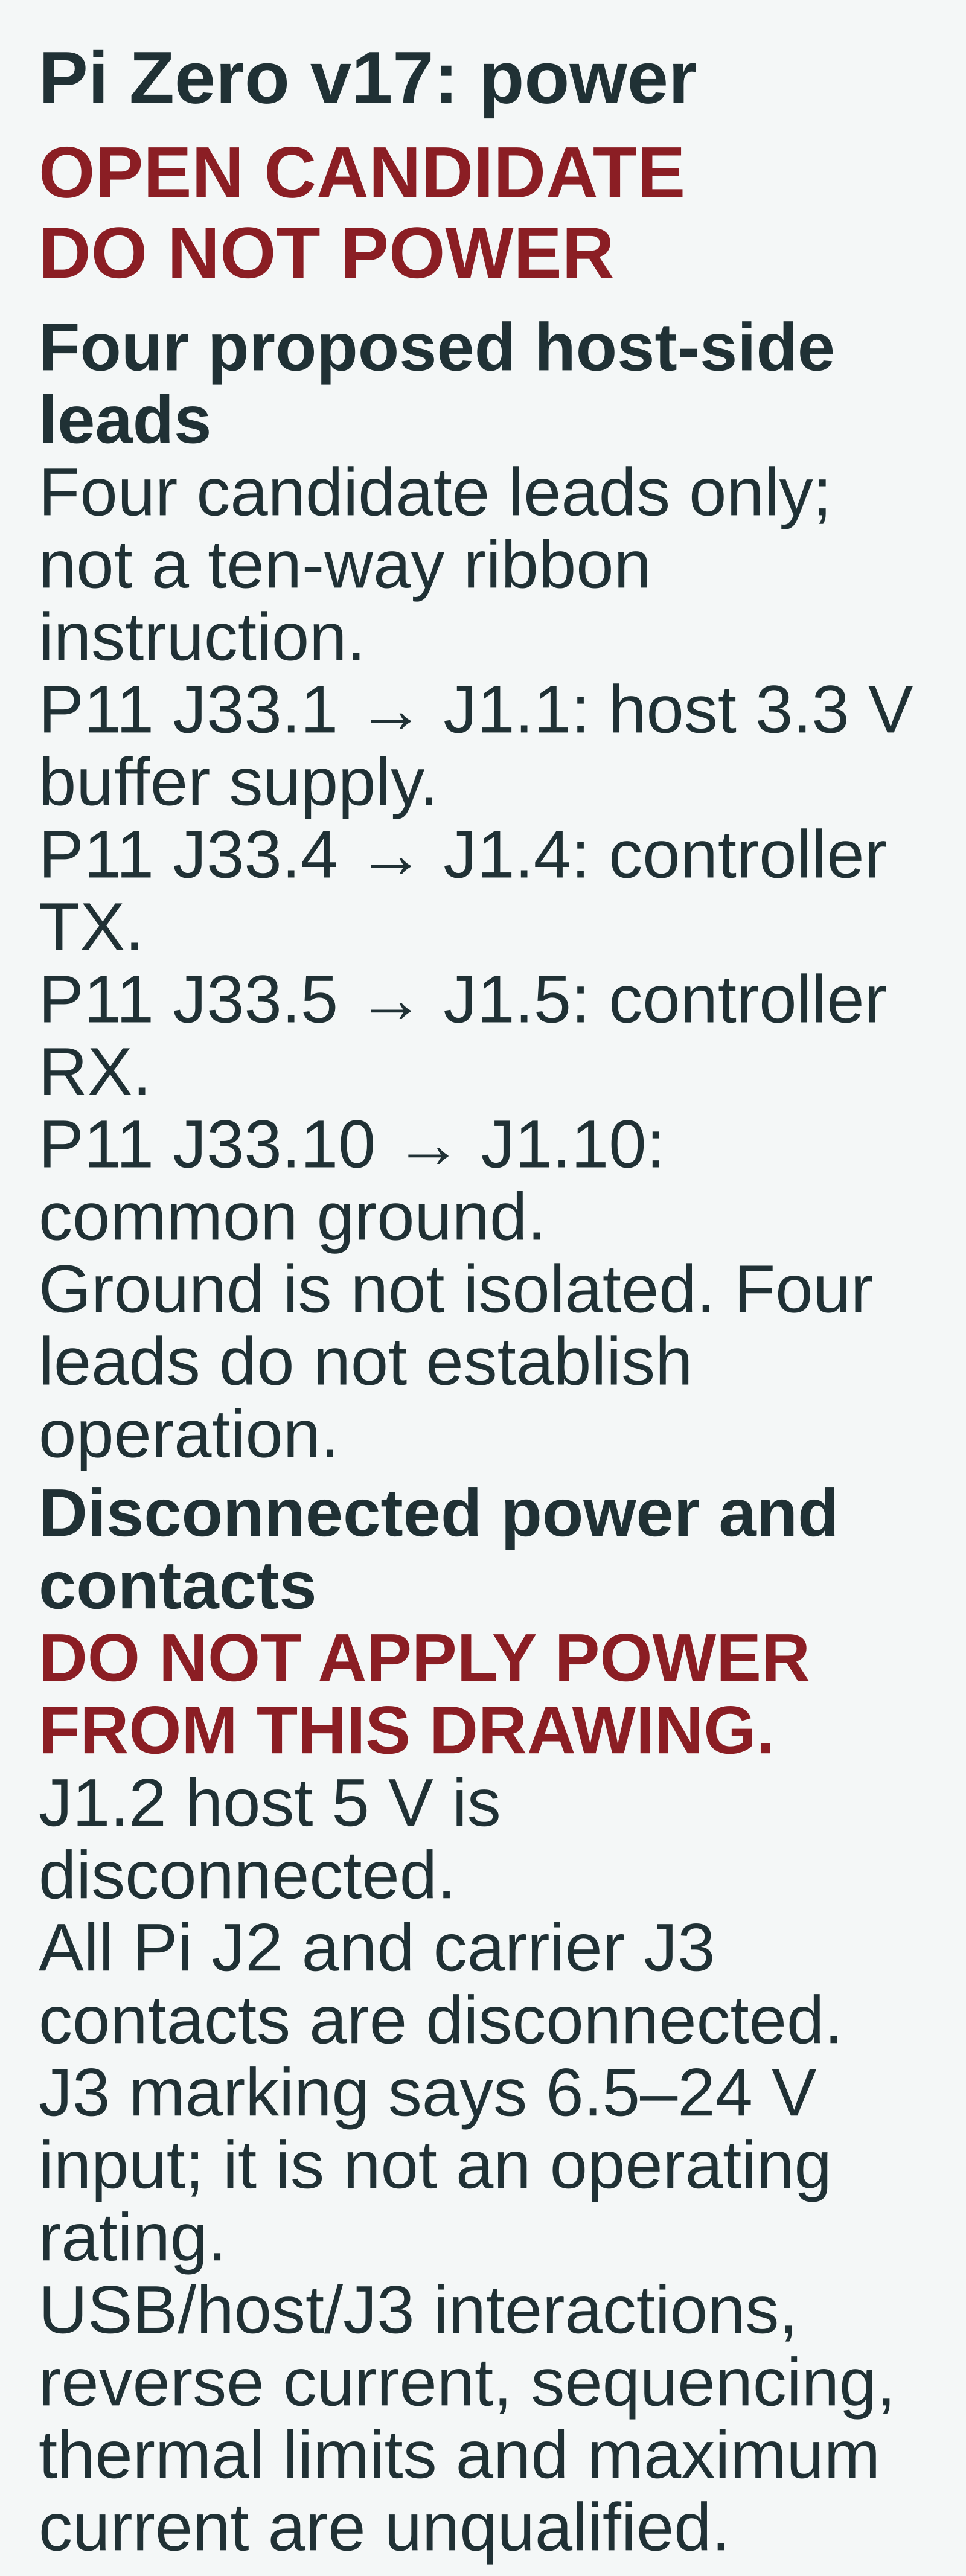 Pi Zero v17: power
OPEN CANDIDATE
DO NOT POWER
Four proposed host-side
leads
Four candidate leads only;
not a ten-way ribbon
instruction.
P11 J33.1 → J1.1: host 3.3 V
buffer supply.
P11 J33.4 → J1.4: controller
TX.
P11 J33.5 → J1.5: controller
RX.
P11 J33.10 → J1.10:
common ground.
Ground is not isolated. Four
leads do not establish
operation.
Disconnected power and
contacts
DO NOT APPLY POWER
FROM THIS DRAWING.
J1.2 host 5 V is
disconnected.
All Pi J2 and carrier J3
contacts are disconnected.
J3 marking says 6.5–24 V
input; it is not an operating
rating.
USB/host/J3 interactions,
reverse current, sequencing,
thermal limits and maximum
current are unqualified.